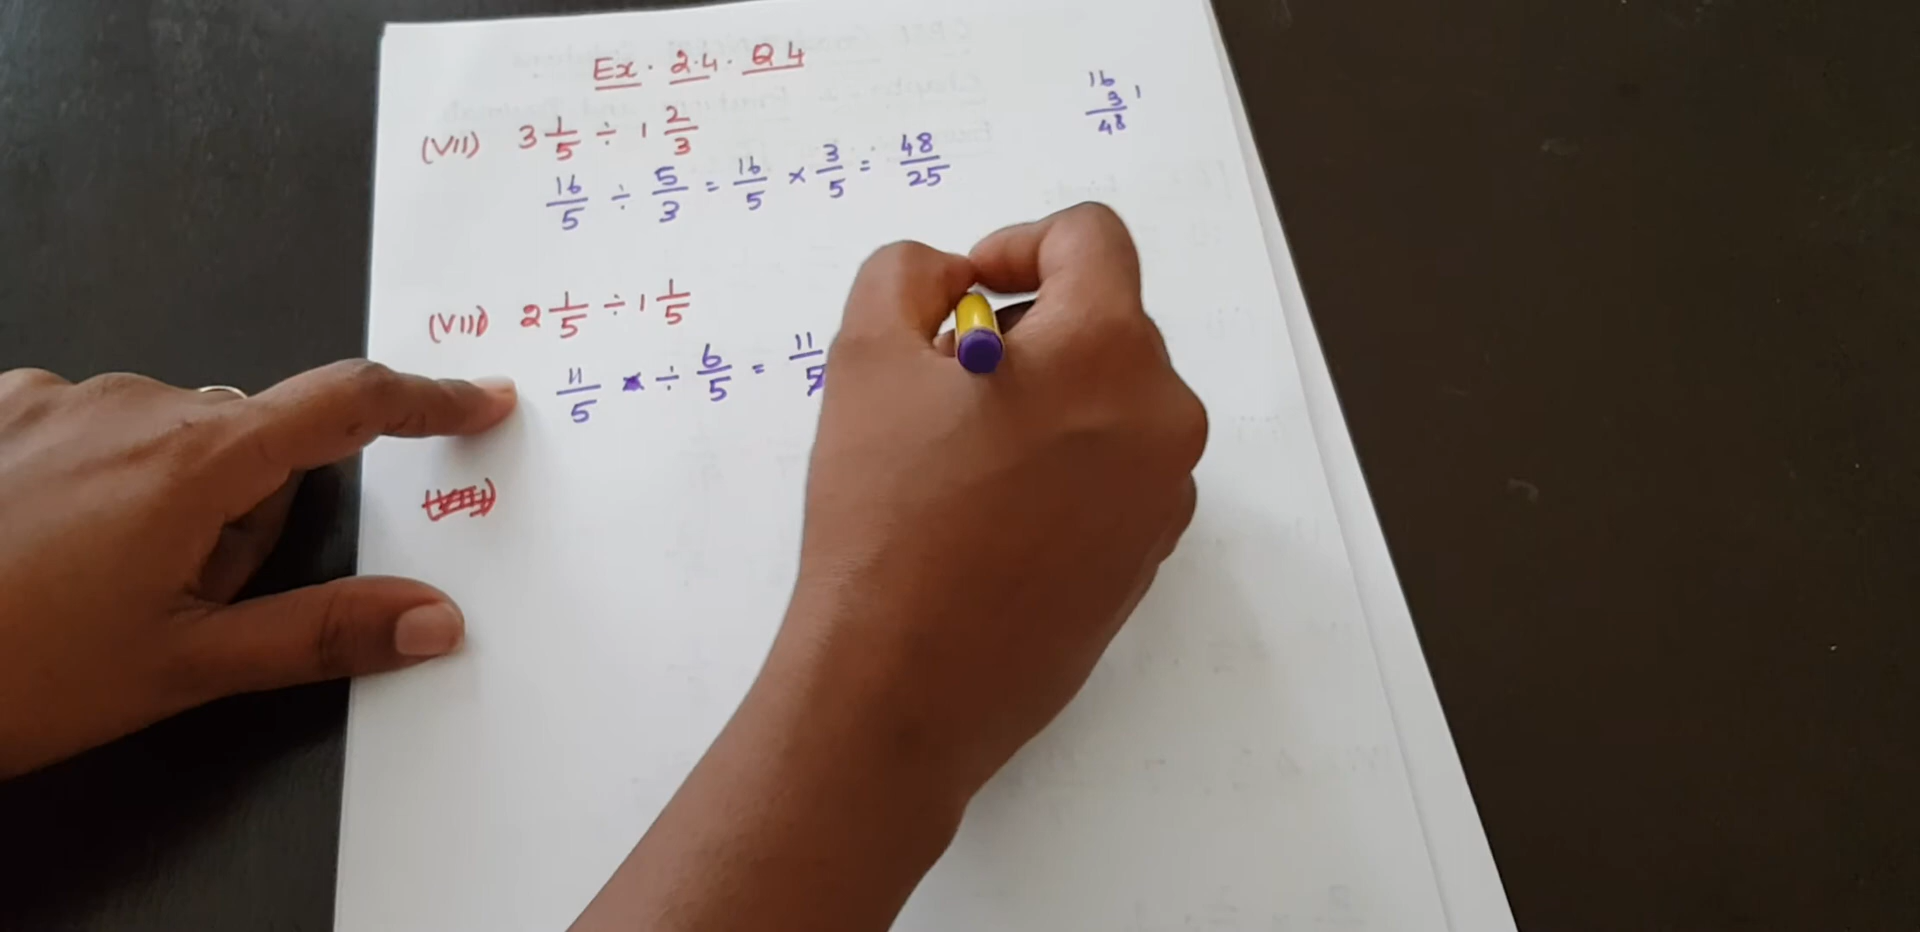 Ex. 2.4. Q4
16
3 1
48
(VII) 3 1/5 ÷ 1 2/3
16/5 ÷ 5/3 = 16/5 × 3/5 = 48/25
(VIII) 2 1/5 ÷ 1 1/5
11/5 ÷ 6/5 = 11/5